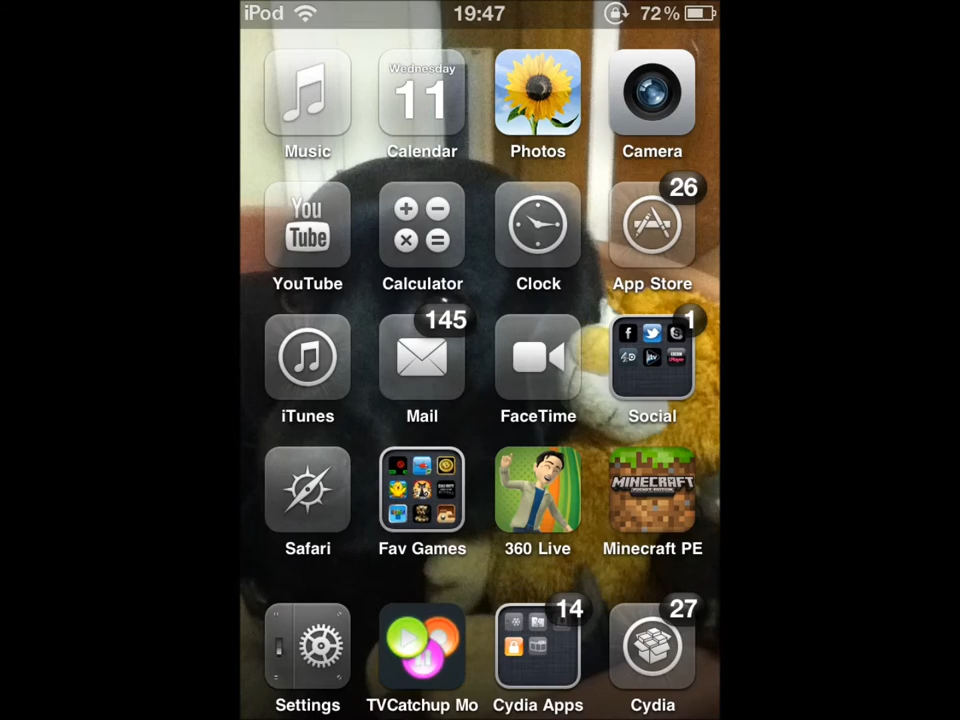 iPod 19:47 72%
Wednesday
11
Music Calendar Photos Camera
You
Tube
26
YouTube Calculator Clock App Store
145 1
f
iTunes Mail FaceTime Social
MINECRAFT
POCKET EDITION
Safari Fav Games 360 Live Minecraft PE
14 27
Settings TVCatchup Mo Cydia Apps Cydia